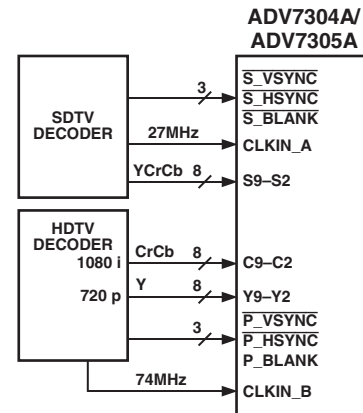 ADV7304A/
ADV7305A
SDTV
DECODER
3
S_VSYNC
S_HSYNC
S_BLANK
27MHz
CLKIN_A
YCrCb 8
S9–S2
HDTV
DECODER
1080 i
CrCb 8
C9–C2
720 p
Y 8
Y9–Y2
3
P_VSYNC
P_HSYNC
P_BLANK
74MHz
CLKIN_B